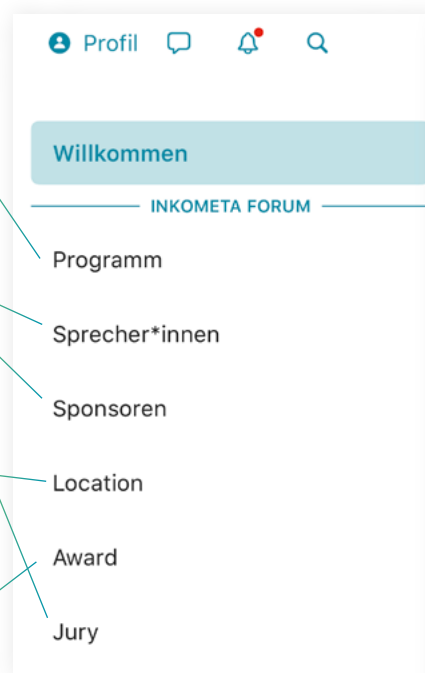 Profil
Willkommen
INKOMETA FORUM
Programm
Sprecher*innen
Sponsoren
Location
Award
Jury